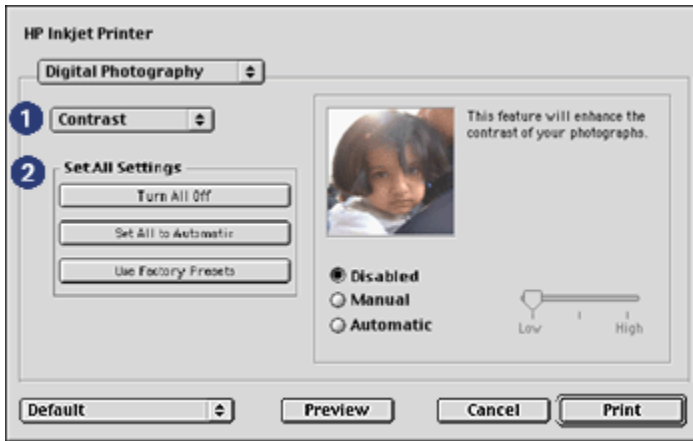 HP Inkjet Printer
Digital Photography
1
Contrast
2
Set All Settings
Turn All Off
Set All to Automatic
Use Factory Presets
This feature will enhance the
contrast of your photographs.
Disabled
Manual
Automatic
Low High
Default
Preview
Cancel
Print